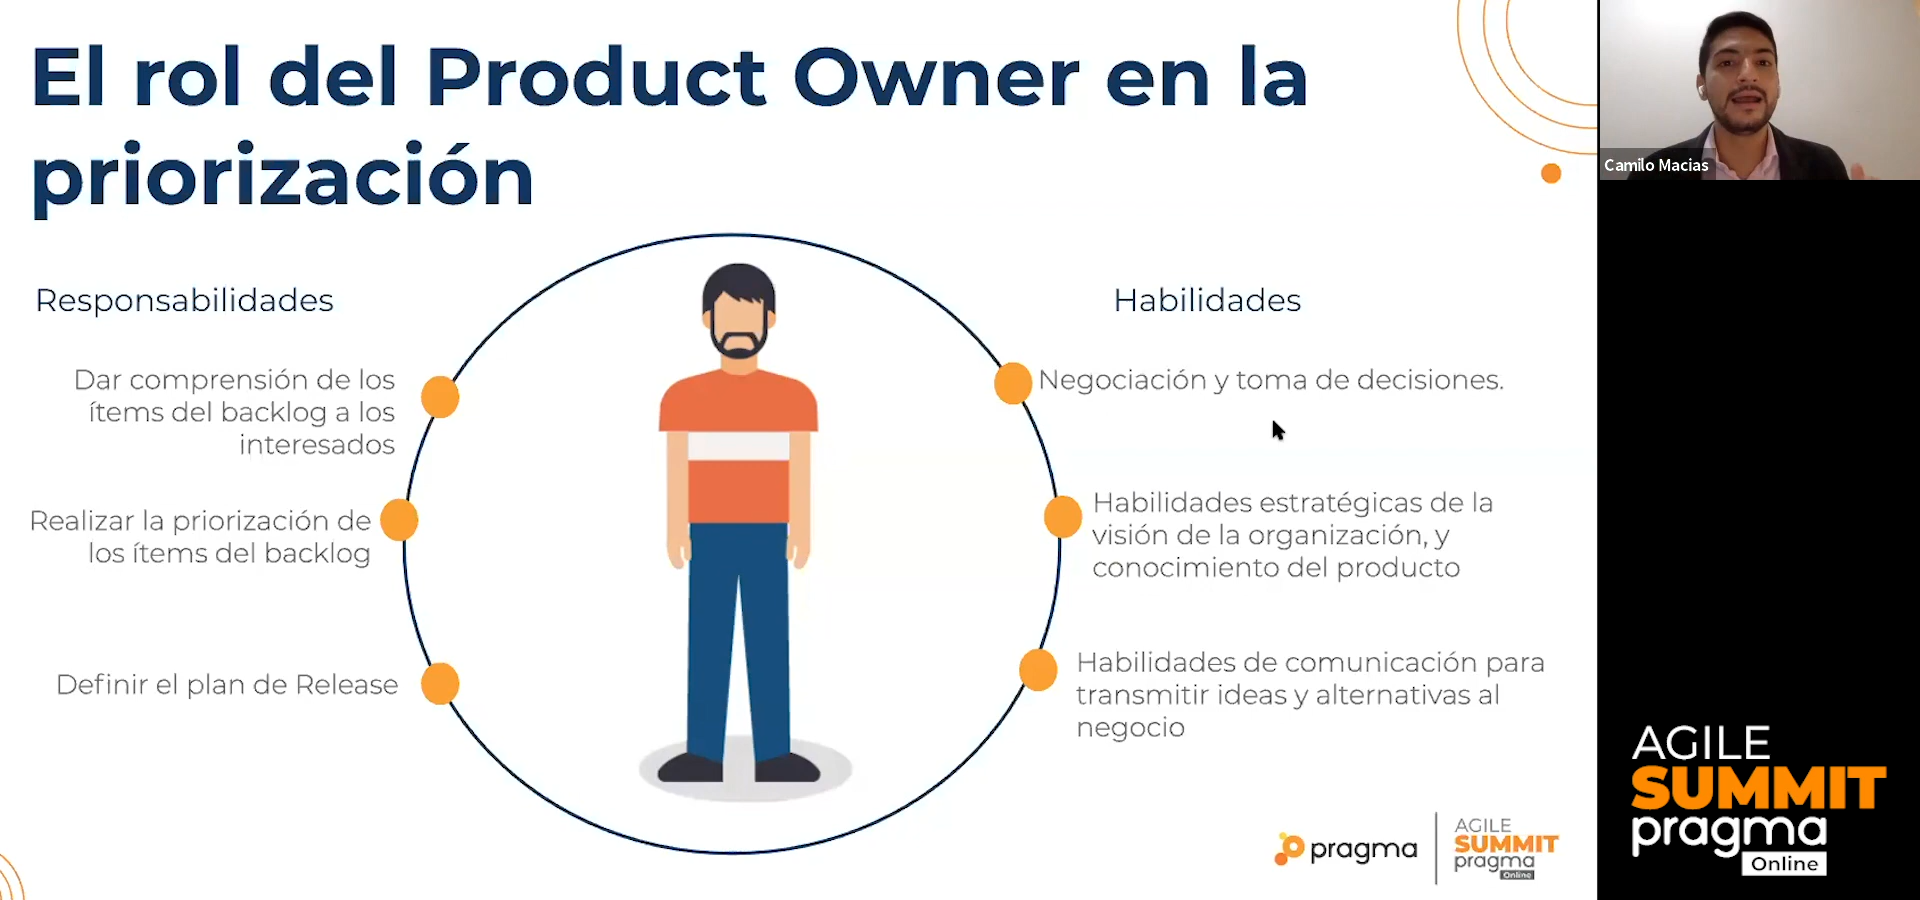 El rol del Product Owner en la
priorización
Responsabilidades
Dar comprensión de los
ítems del backlog a los
interesados
Realizar la priorización de
los ítems del backlog
Definir el plan de Release
Habilidades
Negociación y toma de decisiones.
Habilidades estratégicas de la
visión de la organización, y
conocimiento del producto
Habilidades de comunicación para
transmitir ideas y alternativas al
negocio
pragma
AGILE
SUMMIT
pragma
Online
Camilo Macias
AGILE
SUMMIT
pragma
Online